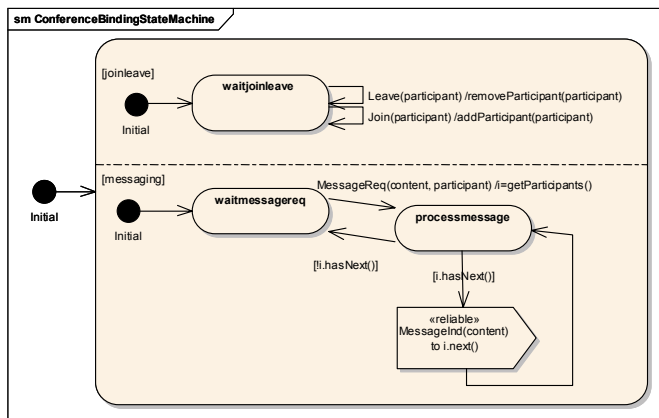 sm ConferenceBindingStateMachine
[joinleave]
waitjoinleave
Leave(participant) /removeParticipant(participant)
Join(participant) /addParticipant(participant)
Initial
[messaging]
MessageReq(content, participant) /i=getParticipants()
waitmessagereq
processmessage
Initial
Initial
[!i.hasNext()]
[i.hasNext()]
«reliable»
MessageInd(content)
to i.next()